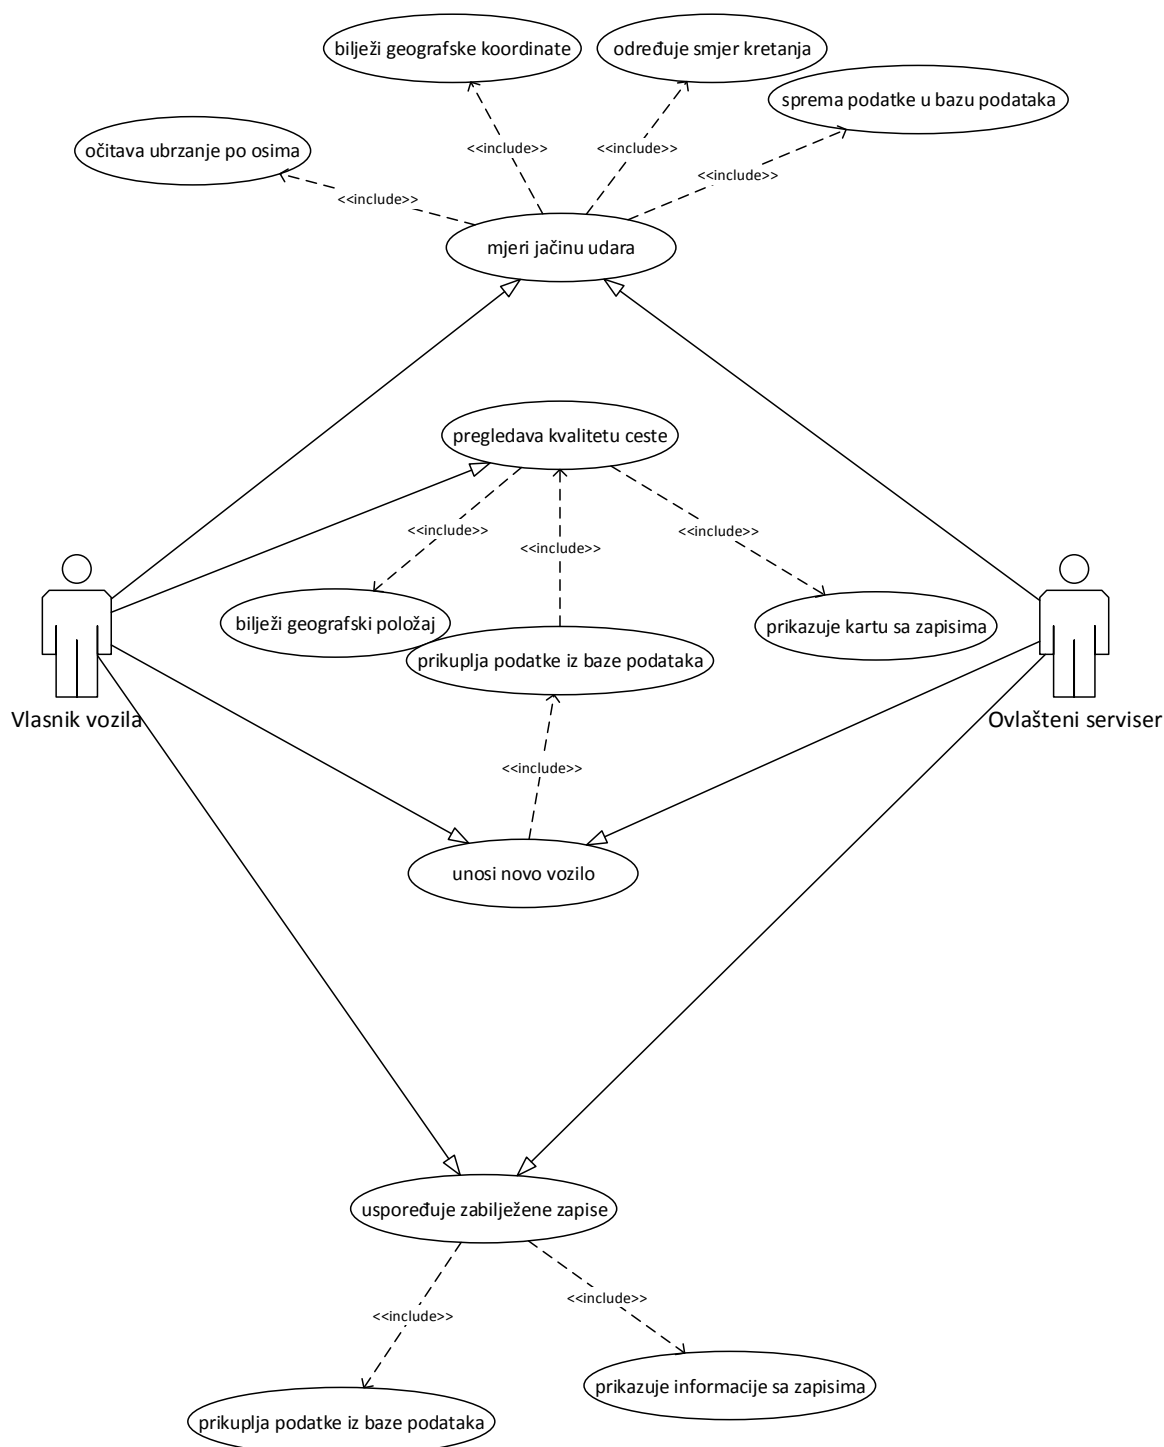 bilježi geografske koordinate
određuje smjer kretanja
sprema podatke u bazu podataka
očitava ubrzanje po osima
<<include>>
<<include>>
<<include>>
<<include>>
mjeri jačinu udara
pregledava kvalitetu ceste
<<include>>
<<include>>
<<include>>
bilježi geografski položaj
prikazuje kartu sa zapisima
prikuplja podatke iz baze podataka
Vlasnik vozila
Ovlašteni serviser
<<include>>
unosi novo vozilo
uspoređuje zabilježene zapise
<<include>>
<<include>>
prikazuje informacije sa zapisima
prikuplja podatke iz baze podataka